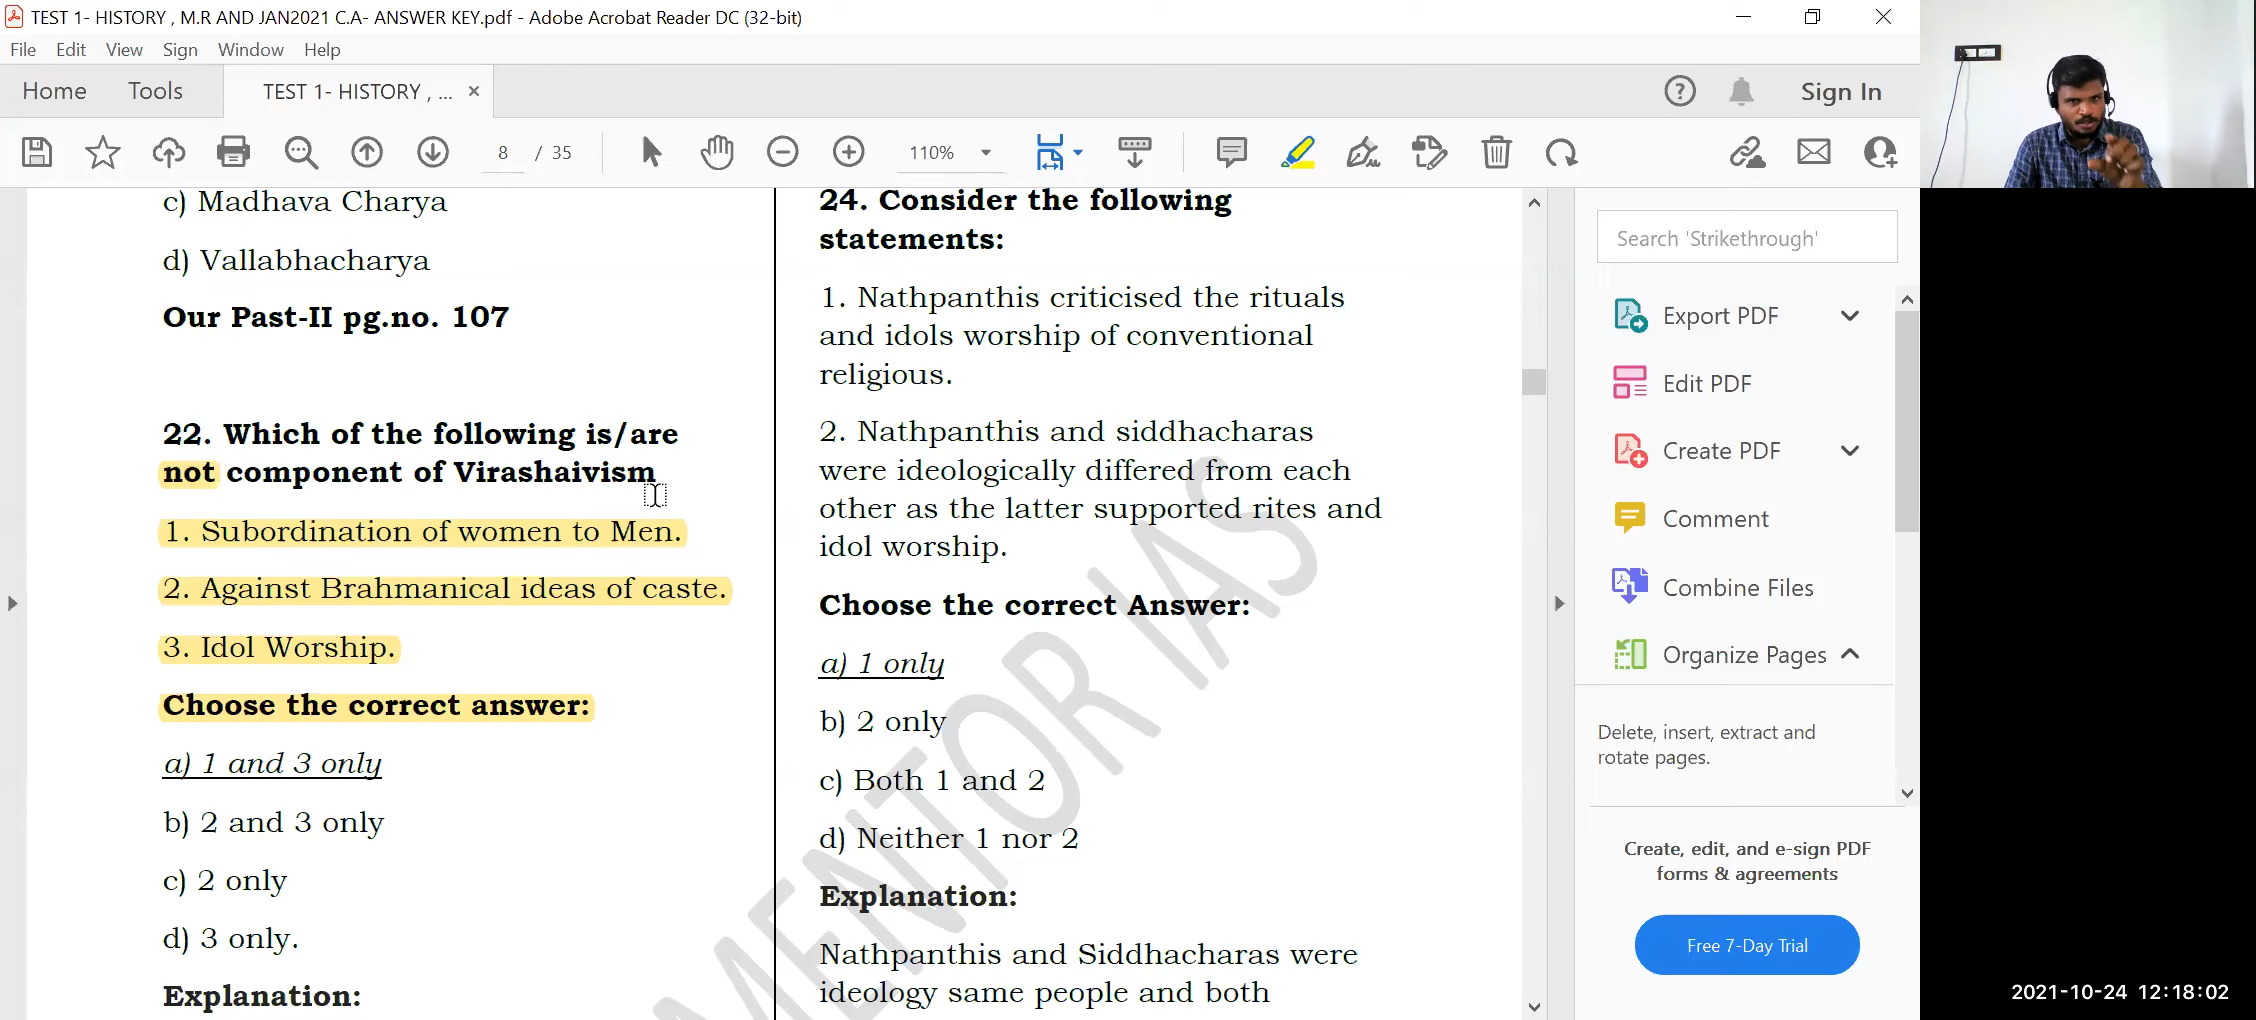 TEST 1- HISTORY , M.R AND JAN2021 C.A- ANSWER KEY.pdf - Adobe Acrobat Reader DC (32-bit)
File Edit View Sign Window Help
Home Tools TEST 1- HISTORY , ... × Sign In
8 / 35 110%
c) Madhava Charya
d) Vallabhacharya
Our Past-II pg.no. 107
22. Which of the following is/are
not component of Virashaivism
1. Subordination of women to Men.
2. Against Brahmanical ideas of caste.
3. Idol Worship.
Choose the correct answer:
a) 1 and 3 only
b) 2 and 3 only
c) 2 only
d) 3 only.
Explanation:
24. Consider the following
statements:
1. Nathpanthis criticised the rituals
and idols worship of conventional
religious.
2. Nathpanthis and siddhacharas
were ideologically differed from each
other as the latter supported rites and
idol worship.
Choose the correct Answer:
a) 1 only
b) 2 only
c) Both 1 and 2
d) Neither 1 nor 2
Explanation:
Nathpanthis and Siddhacharas were
ideology same people and both
MENTOR IAS
Search 'Strikethrough'
Export PDF
Edit PDF
Create PDF
Comment
Combine Files
Organize Pages
Delete, insert, extract and
rotate pages.
Create, edit, and e-sign PDF
forms & agreements
Free 7-Day Trial
2021-10-24 12:18:02